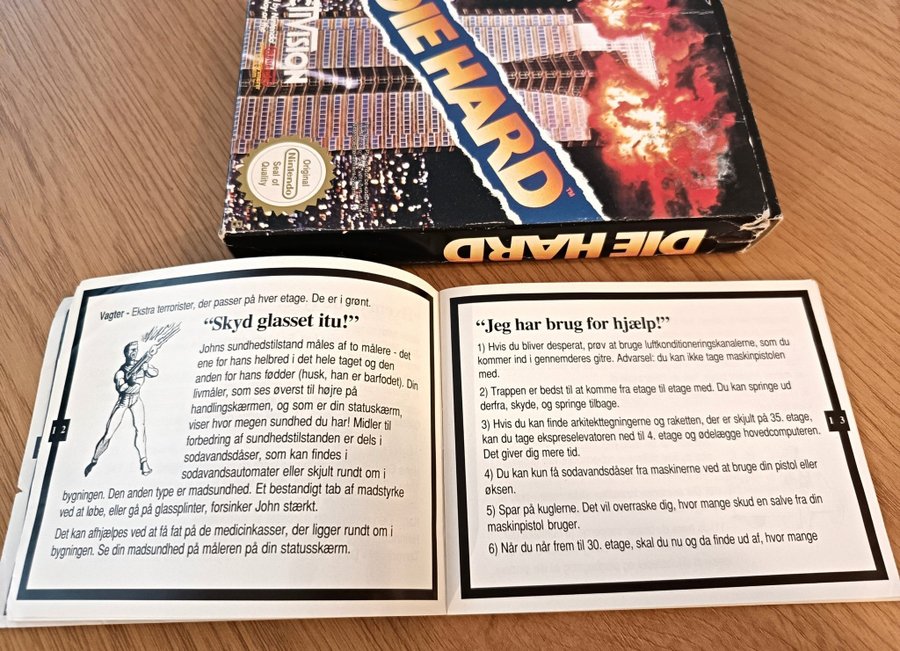 DIE HARD
TM
Original
Nintendo
Seal of
Quality
DIE HARD
Vagter - Ekstra terrorister, der passer på hver etage. De er i grønt.
“Skyd glasset itu!”
Johns sundhedstilstand måles af to målere - det
ene for hans helbred i det hele taget og den
anden for hans fødder (husk, han er barfodet). Din
livmåler, som ses øverst til højre på
handlingskærmen, og som er din statuskærm,
viser hvor megen sundhed du har! Midler til
forbedring af sundhedstilstanden er dels i
sodavandsdåser, som kan findes i
sodavandsautomater eller skjult rundt om i
bygningen. Den anden type er madsundhed. Et bestandigt tab af madstyrke
ved at løbe, eller gå på glassplinter, forsinker John stærkt.
Det kan afhjælpes ved at få fat på de medicinkasser, der ligger rundt om i
bygningen. Se din madsundhed på måleren på din statusskærm.
12
“Jeg har brug for hjælp!”
1) Hvis du bliver desperat, prøv at bruge luftkonditioneringskanalerne, som du
kommer ind i gennemderes gitre. Advarsel: du kan ikke tage maskinpistolen
med.
2) Trappen er bedst til at komme fra etage til etage med. Du kan springe ud
derfra, skyde, og springe tilbage.
3) Hvis du kan finde arkitekttegningerne og raketten, der er skjult på 35. etage,
kan du tage ekspreselevatoren ned til 4. etage og ødelægge hovedcomputeren.
Det giver dig mere tid.
4) Du kan kun få sodavandsdåser fra maskinerne ved at bruge din pistol eller
øksen.
5) Spar på kuglerne. Det vil overraske dig, hvor mange skud en salve fra din
maskinpistol bruger.
6) Når du når frem til 30. etage, skal du nu og da finde ud af, hvor mange
13